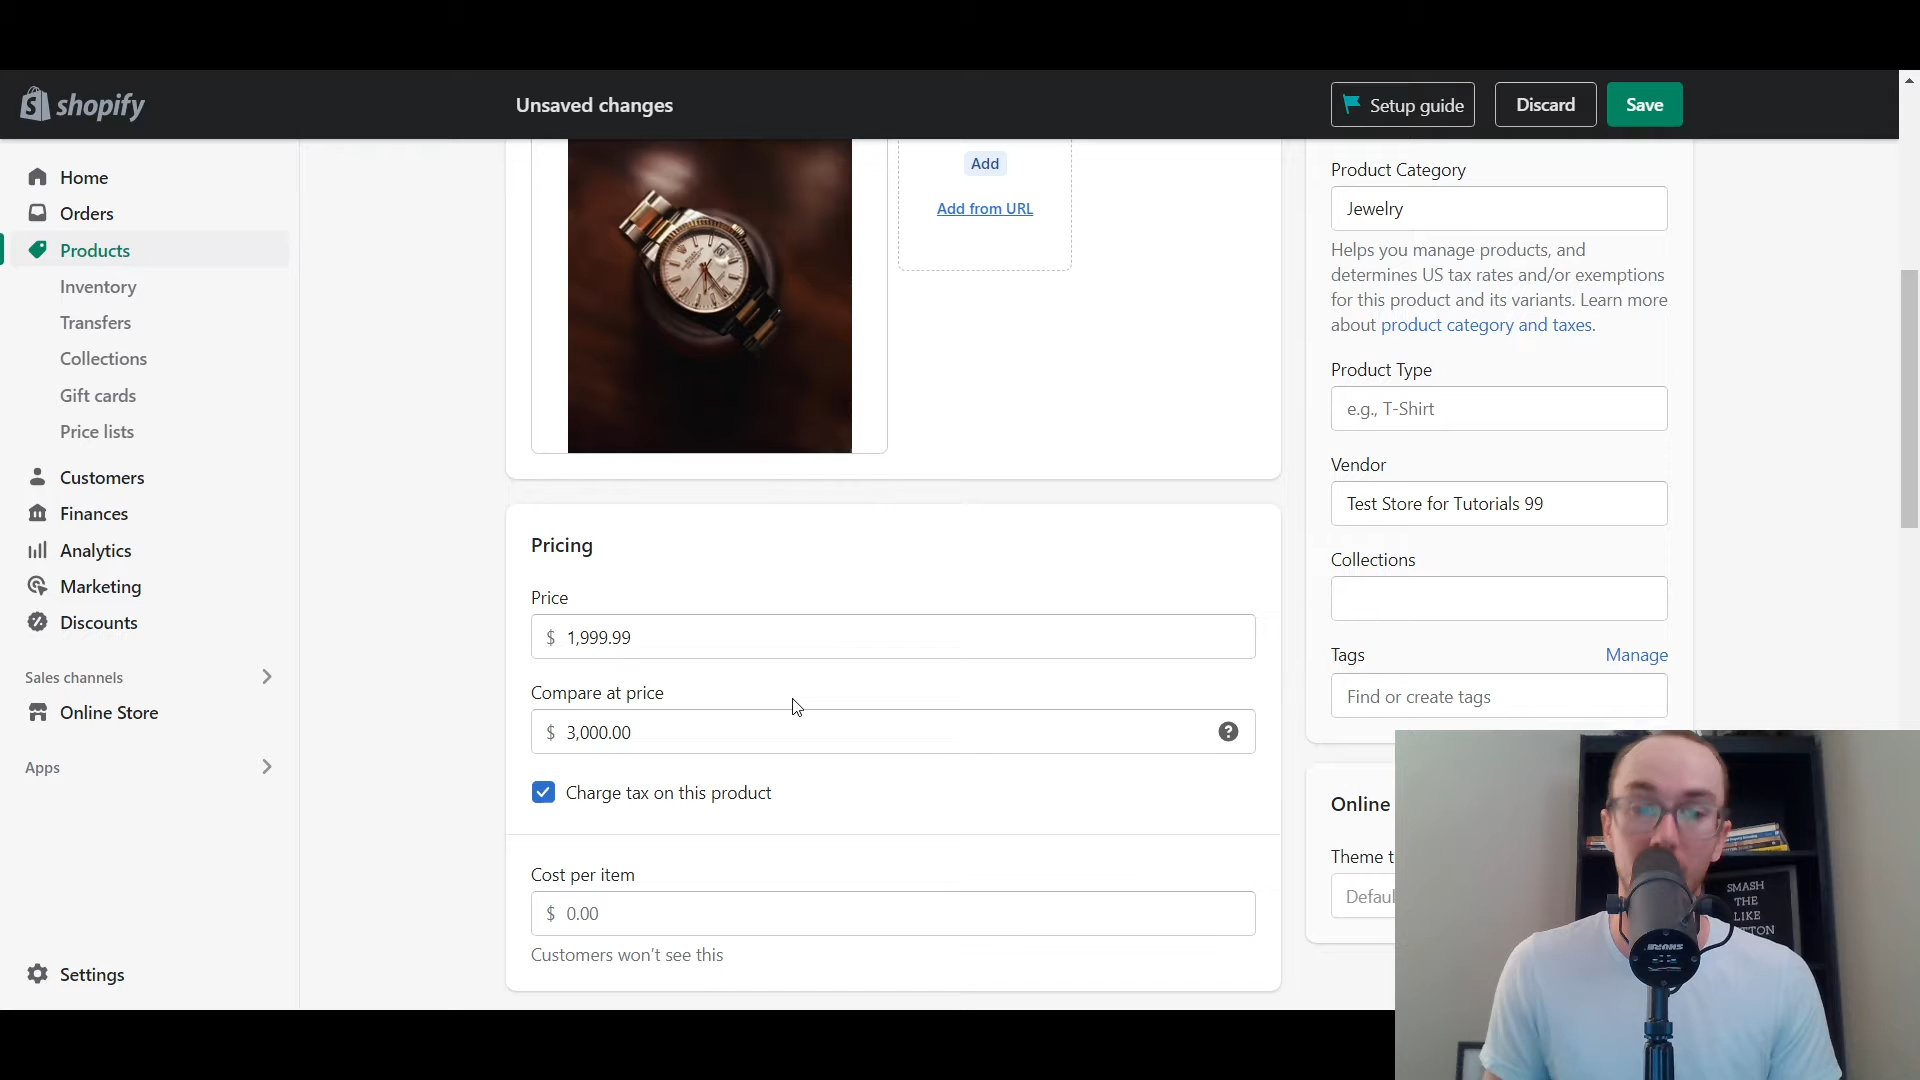 shopify
Unsaved changes
Setup guide
Discard
Save
Home
Orders
Products
Inventory
Transfers
Collections
Gift cards
Price lists
Customers
Finances
Analytics
Marketing
Discounts
Sales channels
Online Store
Apps
Settings
Add
Add from URL
Pricing
Price
$ 1,999.99
Compare at price
$ 3,000.00
Charge tax on this product
Cost per item
$ 0.00
Customers won't see this
Product Category
Jewelry
Helps you manage products, and
determines US tax rates and/or exemptions
for this product and its variants. Learn more
about product category and taxes.
Product Type
e.g., T-Shirt
Vendor
Test Store for Tutorials 99
Collections
Tags
Manage
Find or create tags
Online
Theme t
Defaul
SMASH
THE
LIKE
TTON
SHURE